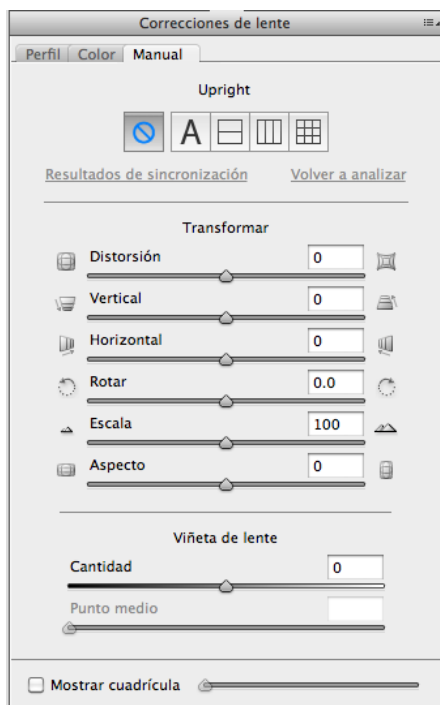 Correcciones de lente
Perfil Color Manual
Upright
A
Resultados de sincronización Volver a analizar
Transformar
Distorsión 0
Vertical 0
Horizontal 0
Rotar 0.0
Escala 100
Aspecto 0
Viñeta de lente
Cantidad 0
Punto medio
Mostrar cuadrícula